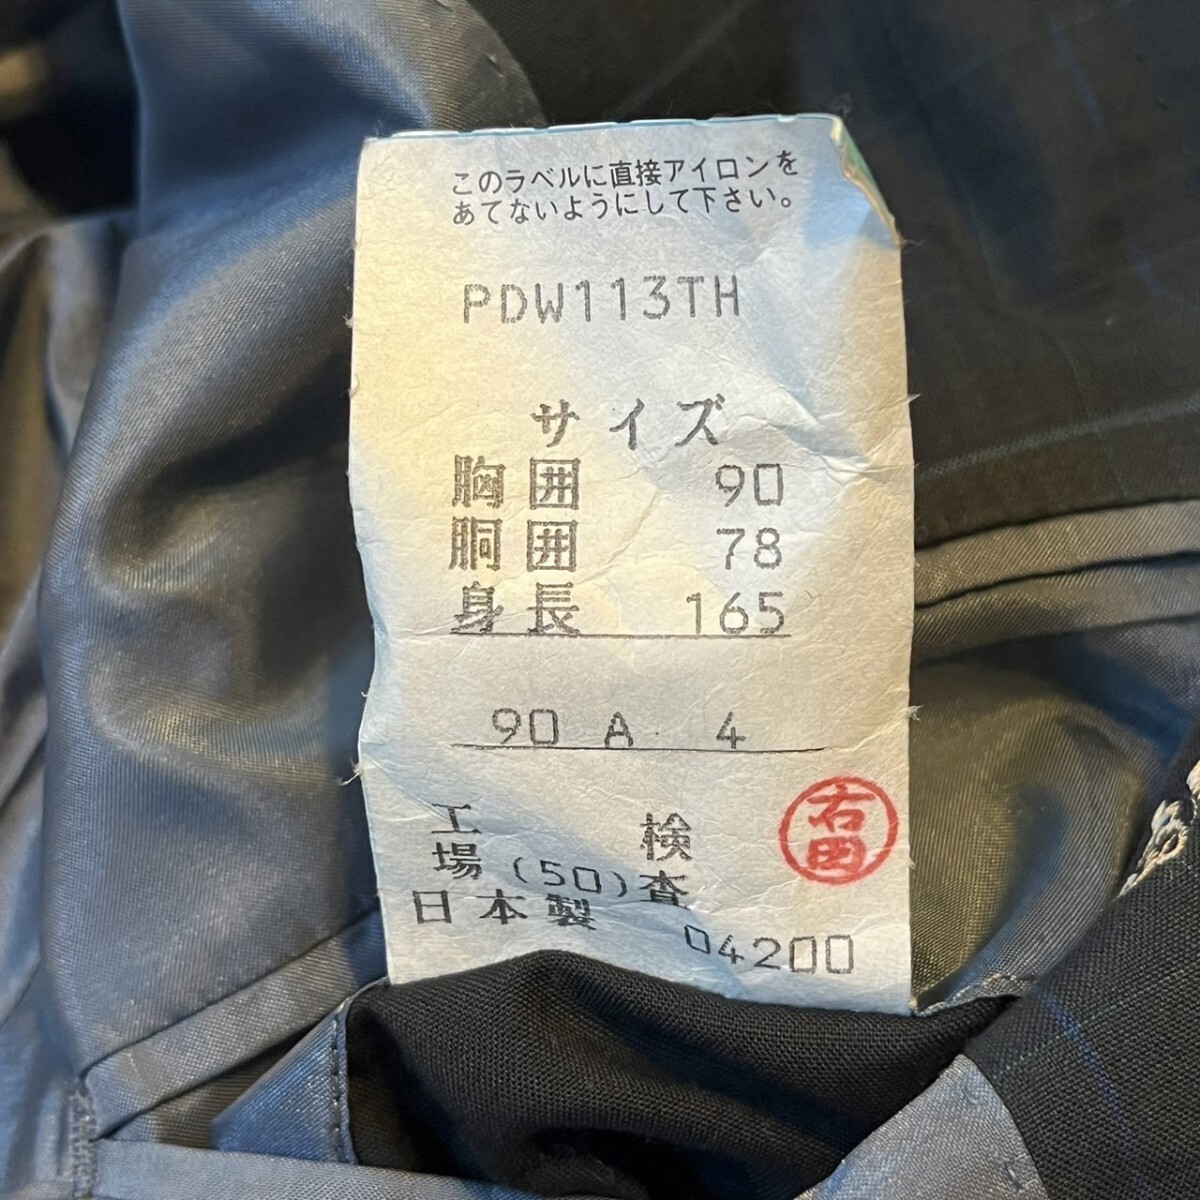 このラベルに直接アイロンを
あてないようにして下さい。
PDW113TH
サイズ
胸囲 90
胴囲 78
身長 165
90 A 4
工場 (50) 検査 右田
日本製 04200